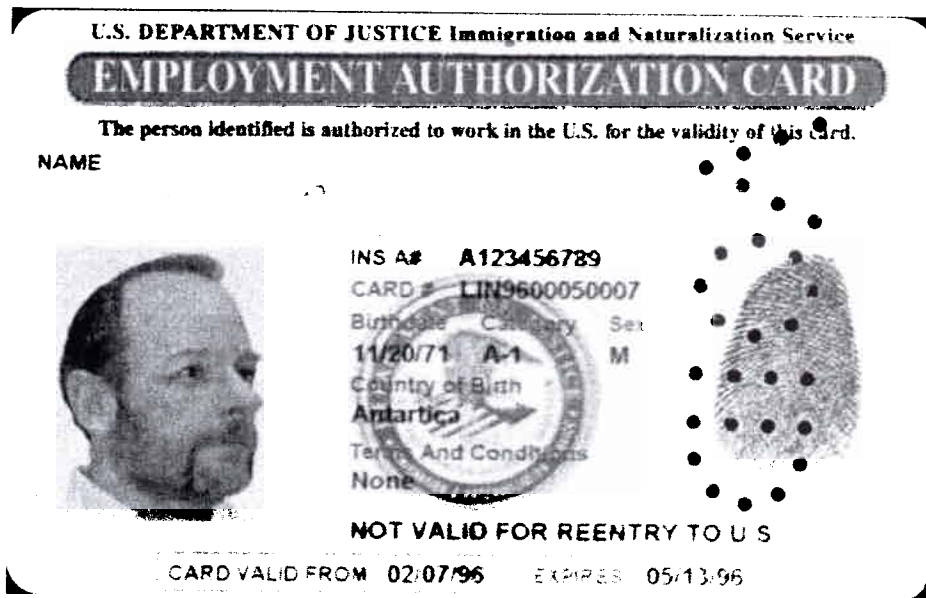 U.S. DEPARTMENT OF JUSTICE Immigration and Naturalization Service
EMPLOYMENT AUTHORIZATION CARD
The person identified is authorized to work in the U.S. for the validity of this card.
NAME
INS A# A123456789
CARD # LIN9600050007
Birthdate Category Sex
11/20/71 A-1 M
Country of Birth
Antartica
Terms And Conditions
None
NOT VALID FOR REENTRY TO U S
CARD VALID FROM 02/07/96 EXPIRES 05/13/96